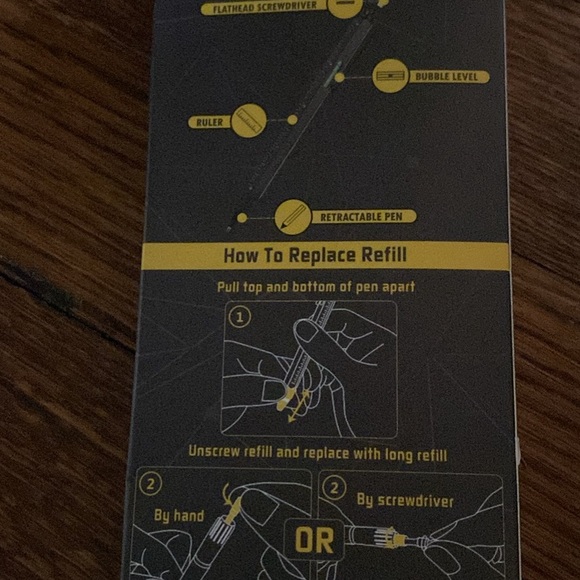 FLATHEAD SCREWDRIVER
BUBBLE LEVEL
RULER
RETRACTABLE PEN
How To Replace Refill
Pull top and bottom of pen apart
1
Unscrew refill and replace with long refill
2
By hand
OR
2
By screwdriver